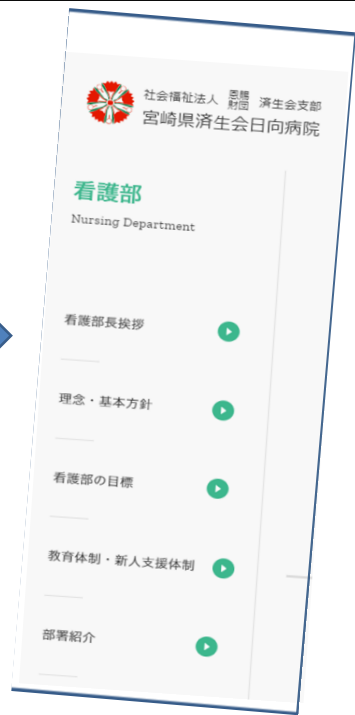 社会福祉法人 恩賜財団 済生会支部
宮崎県済生会日向病院
看護部
Nursing Department
看護部長挨拶
理念・基本方針
看護部の目標
教育体制・新人支援体制
部署紹介